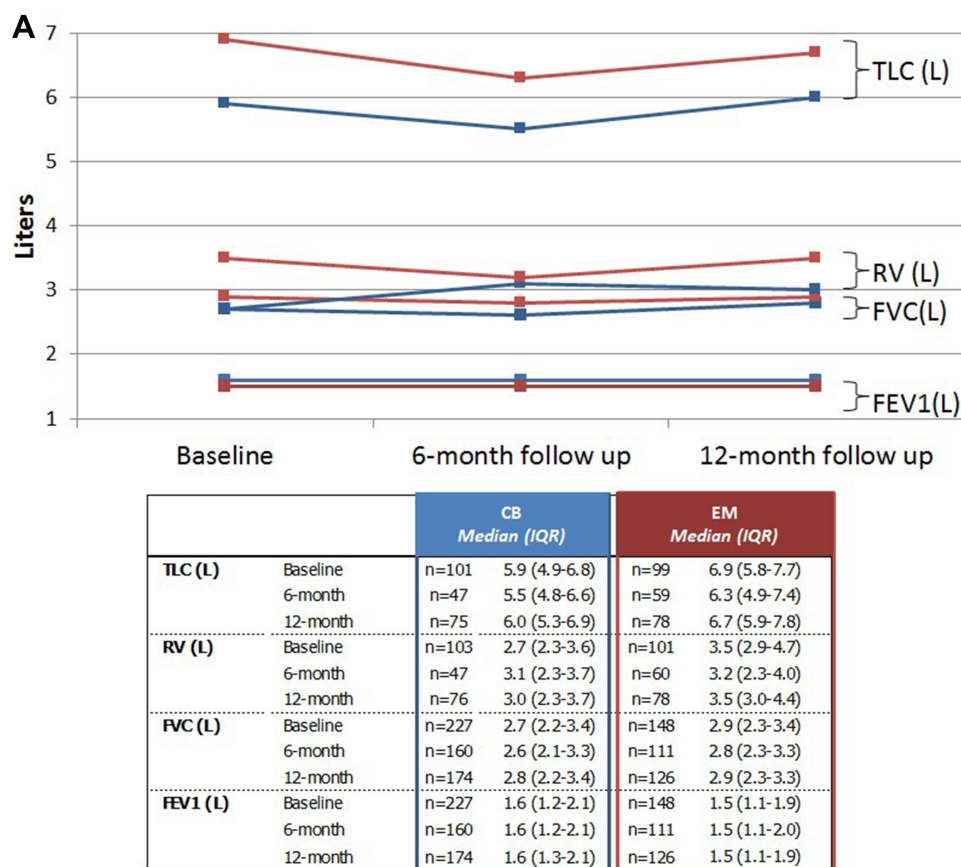 A
7
6
5
4
3
2
1
Liters
TLC (L)
RV (L)
FVC(L)
FEV1(L)
Baseline 6-month follow up 12-month follow up
CB EM
Median (IQR) Median (IQR)
TLC (L) Baseline n=101 5.9 (4.9-6.8) n=99 6.9 (5.8-7.7)
6-month n=47 5.5 (4.8-6.6) n=59 6.3 (4.9-7.4)
12-month n=75 6.0 (5.3-6.9) n=78 6.7 (5.9-7.8)
RV (L) Baseline n=103 2.7 (2.3-3.6) n=101 3.5 (2.9-4.7)
6-month n=47 3.1 (2.3-3.7) n=60 3.2 (2.3-4.0)
12-month n=76 3.0 (2.3-3.7) n=78 3.5 (3.0-4.4)
FVC (L) Baseline n=227 2.7 (2.2-3.4) n=148 2.9 (2.3-3.4)
6-month n=160 2.6 (2.1-3.3) n=111 2.8 (2.3-3.3)
12-month n=174 2.8 (2.2-3.4) n=126 2.9 (2.3-3.3)
FEV1 (L) Baseline n=227 1.6 (1.2-2.1) n=148 1.5 (1.1-1.9)
6-month n=160 1.6 (1.2-2.1) n=111 1.5 (1.1-2.0)
12-month n=174 1.6 (1.3-2.1) n=126 1.5 (1.1-1.9)